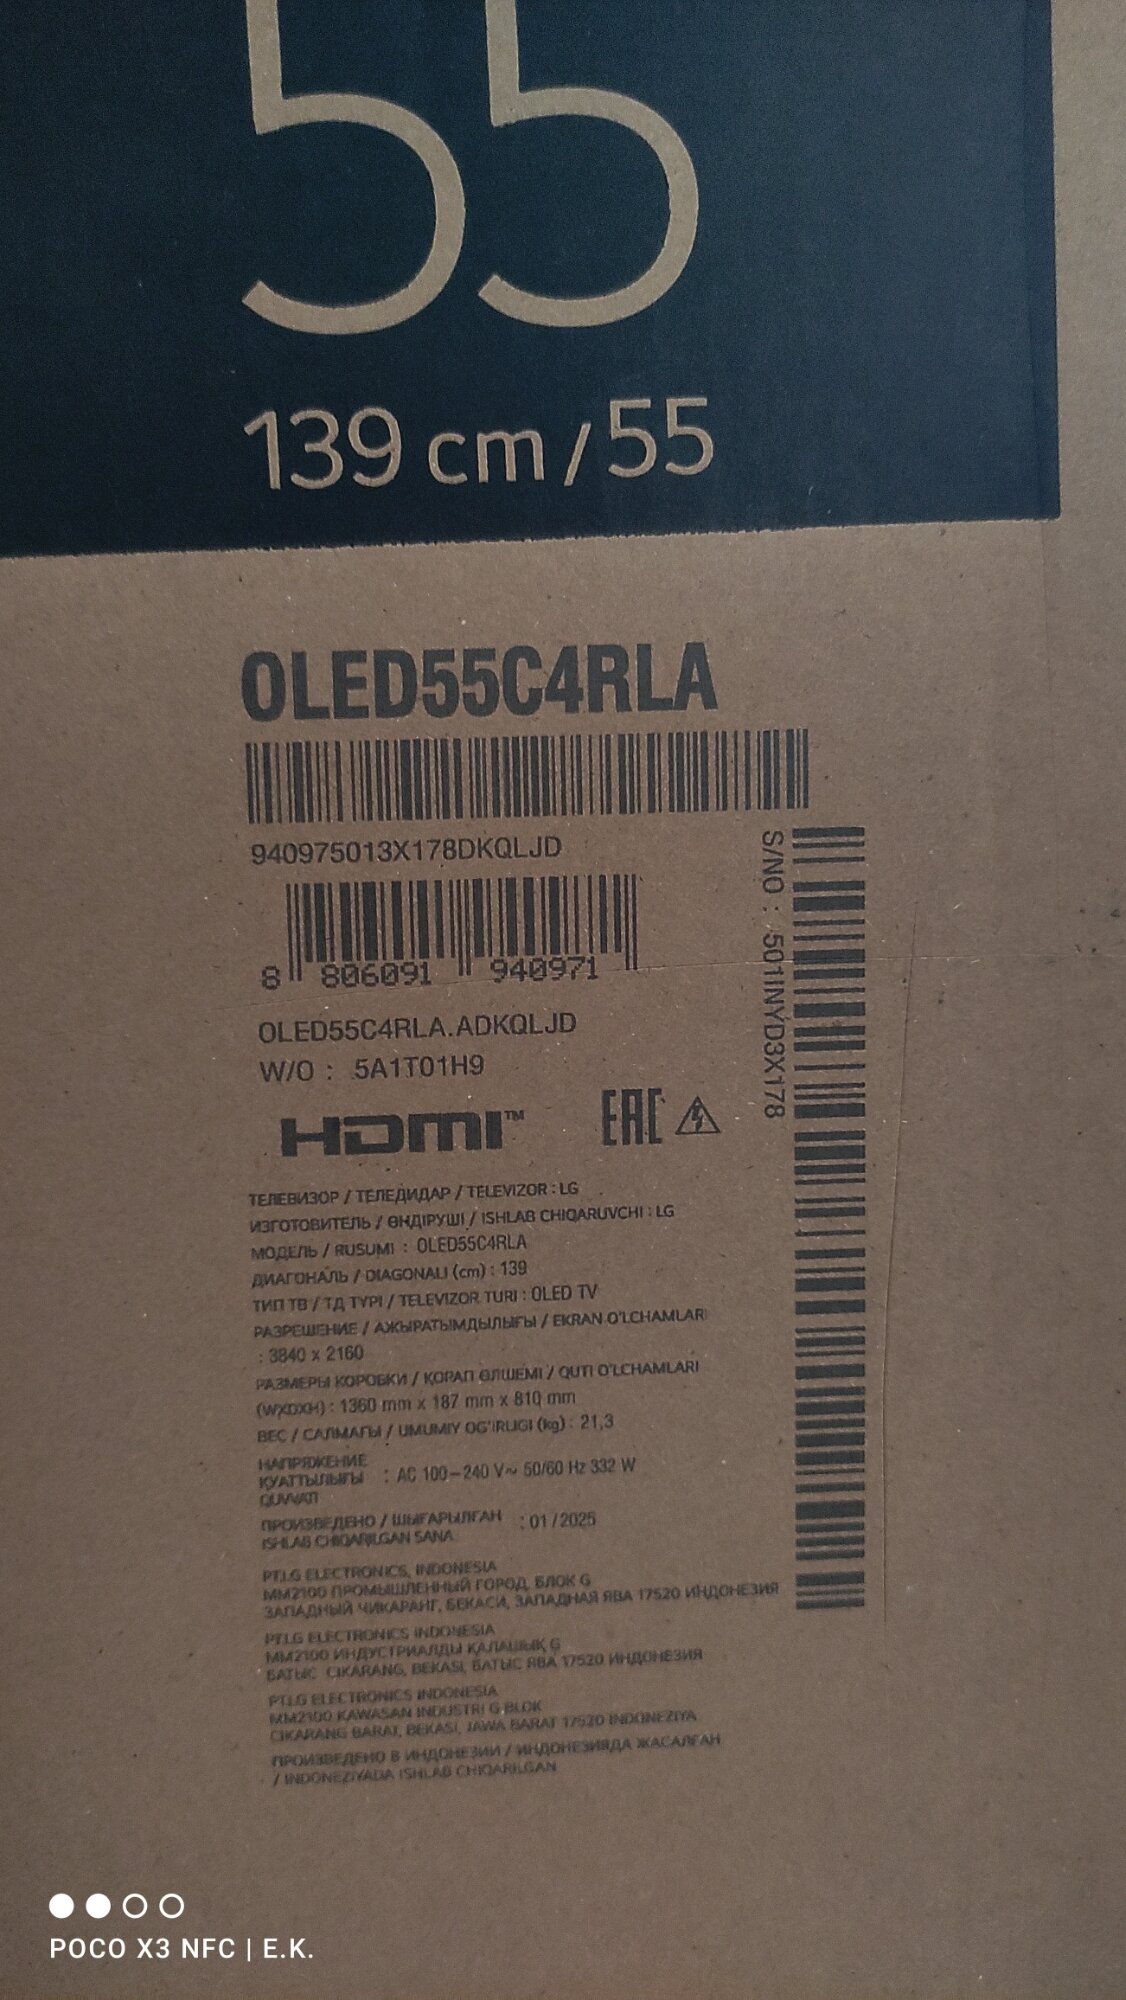 55
139 cm/55
OLED55C4RLA
940975013X178DKQLJD
8 806091 940971
S/NO : 501INYD3X178
OLED55C4RLA.ADKQLJD
W/O : 5A1T01H9
HDMI™
EAC
ТЕЛЕВИЗОР / ТЕЛЕДИДАР / TELEVIZOR : LG
ИЗГОТОВИТЕЛЬ / ӨНДІРУШІ / ISHLAB CHIQARUVCHI : LG
МОДЕЛЬ / RUSUMI : OLED55C4RLA
ДИАГОНАЛЬ / DIAGONALI (cm) : 139
ТИП ТВ / ТД ТҮРІ / TELEVIZOR TURI : OLED TV
РАЗРЕШЕНИЕ / АЖЫРАТЫМДЫЛЫҒЫ / EKRAN O'LCHAMLARI
: 3840 x 2160
РАЗМЕРЫ КОРОБКИ / ҚОРАП ӨЛШЕМІ / QUTI O'LCHAMLARI
(WXDXH) : 1360 mm x 187 mm x 810 mm
ВЕС / САЛМАҒЫ / UMUMIY OG'IRLIGI (kg) : 21,3
НАПРЯЖЕНИЕ
ҚУАТТЫЛЫҒЫ : AC 100–240 V~ 50/60 Hz 332 W
QUVVATI
ПРОИЗВЕДЕНО / ШЫҒАРЫЛҒАН : 01 / 2025
ISHLAB CHIQARILGAN SANA
PT.LG ELECTRONICS, INDONESIA
MM2100 ПРОМЫШЛЕННЫЙ ГОРОД, БЛОК G
ЗАПАДНЫЙ ЧИКАРАНГ, БЕКАСИ, ЗАПАДНАЯ ЯВА 17520 ИНДОНЕЗИЯ
PT.LG ELECTRONICS INDONESIA
MM2100 ИНДУСТРИАЛДЫ ҚАЛАШЫҚ G
БАТЫС CIKARANG, BEKASI, БАТЫС ЯВА 17520 ИНДОНЕЗИЯ
PT.LG ELECTRONICS INDONESIA
MM2100 KAWASAN INDUSTRI G BLOK
CIKARANG BARAT, BEKASI, JAWA BARAT 17520 INDONEZIYA
ПРОИЗВЕДЕНО В ИНДОНЕЗИИ / ИНДОНЕЗИЯДА ЖАСАЛҒАН
/ INDONEZIYADA ISHLAB CHIQARILGAN
POCO X3 NFC | E.K.